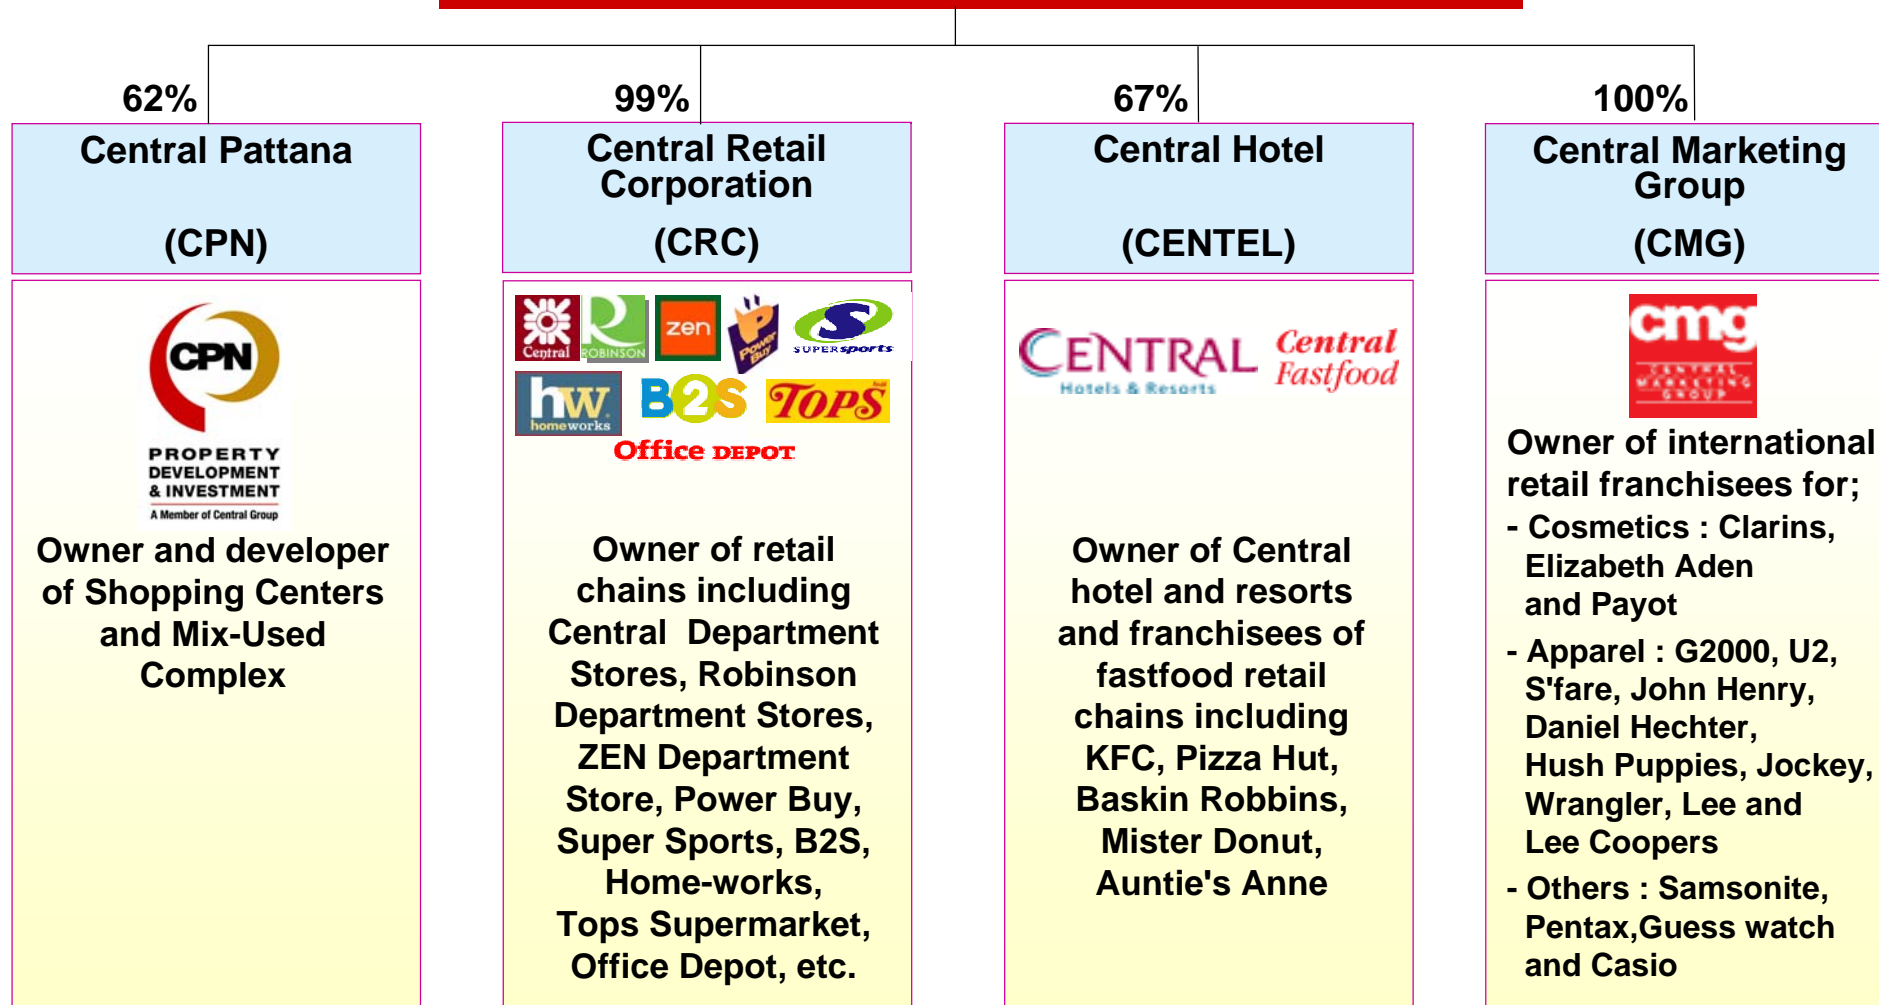 62%
99%
67%
100%
Central Pattana
(CPN)
Central Retail
Corporation
(CRC)
Central Hotel
(CENTEL)
Central Marketing
Group
(CMG)
CPN
PROPERTY
DEVELOPMENT
& INVESTMENT
A Member of Central Group
Owner and developer
of Shopping Centers
and Mix-Used
Complex
Central
ROBINSON
zen
Power
Buy
SUPERsports
hw.
homeworks
B2S
TOPS
Office DEPOT
Owner of retail
chains including
Central Department
Stores, Robinson
Department Stores,
ZEN Department
Store, Power Buy,
Super Sports, B2S,
Home-works,
Tops Supermarket,
Office Depot, etc.
CENTRAL
Hotels & Resorts
Central
Fastfood
Owner of Central
hotel and resorts
and franchisees of
fastfood retail
chains including
KFC, Pizza Hut,
Baskin Robbins,
Mister Donut,
Auntie's Anne
cmg
CENTRAL
MARKETING
GROUP
Owner of international
retail franchisees for;
- Cosmetics : Clarins,
Elizabeth Aden
and Payot
- Apparel : G2000, U2,
S'fare, John Henry,
Daniel Hechter,
Hush Puppies, Jockey,
Wrangler, Lee and
Lee Coopers
- Others : Samsonite,
Pentax,Guess watch
and Casio